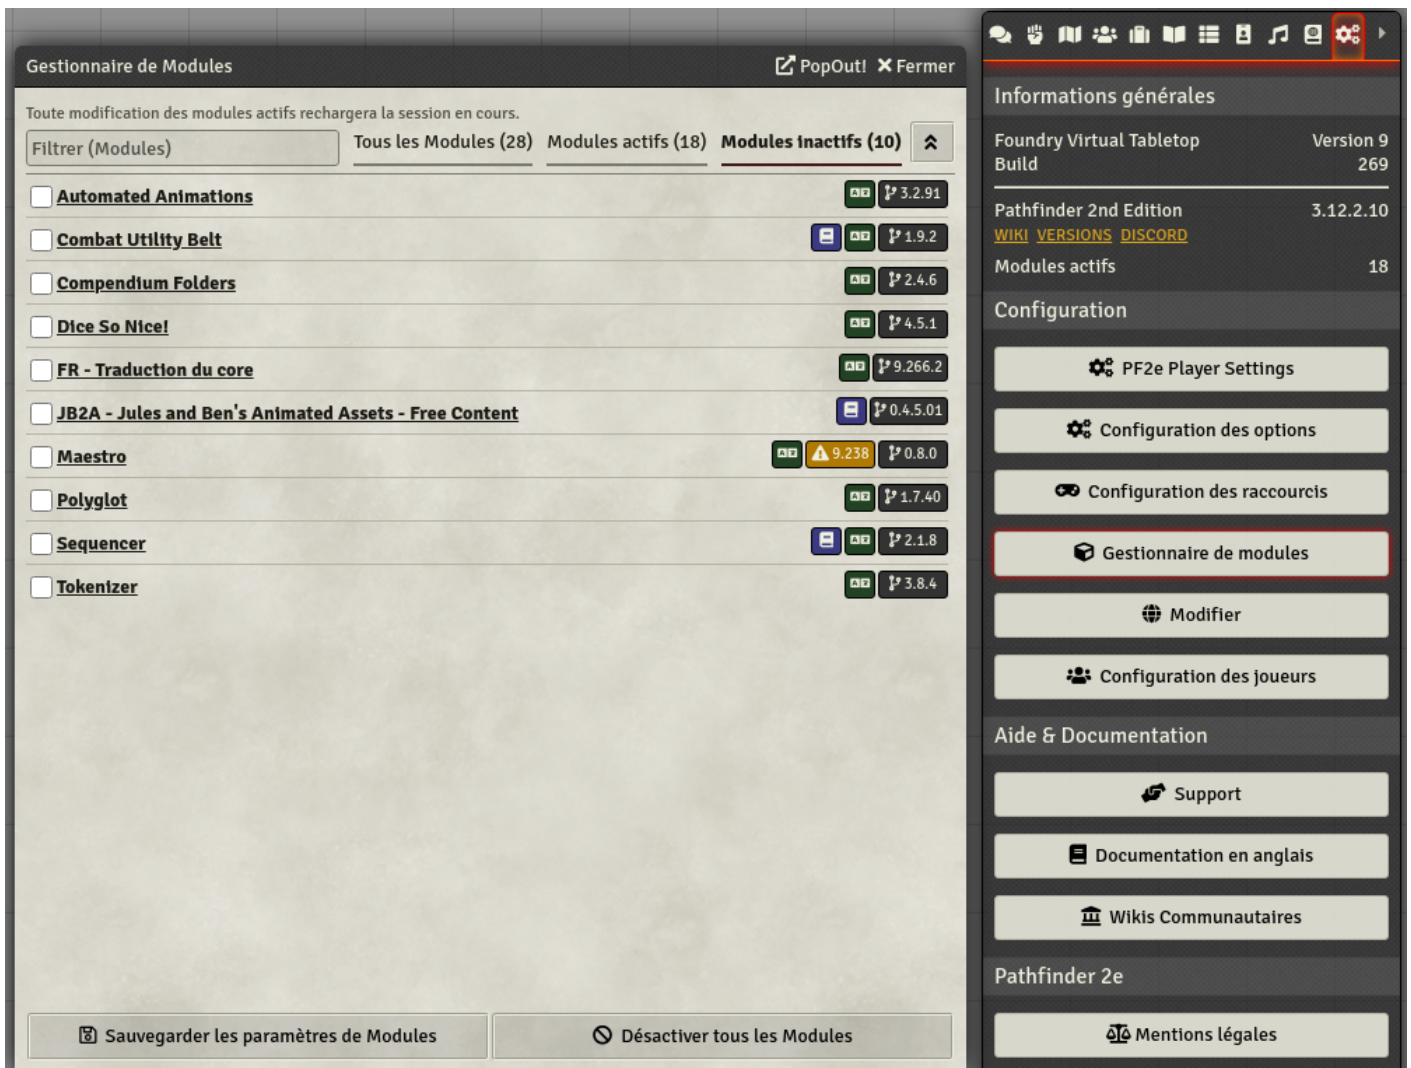 Gestionnaire de Modules PopOut! Fermer
Toute modification des modules actifs rechargera la session en cours.
Filtrer (Modules) Tous les Modules (28) Modules actifs (18) Modules inactifs (10)
Automated Animations 3.2.91
Combat Utility Belt 1.9.2
Compendium Folders 2.4.6
Dice So Nice! 4.5.1
FR - Traduction du core 9.266.2
JB2A - Jules and Ben's Animated Assets - Free Content 0.4.5.01
Maestro 9.238 0.8.0
Polyglot 1.7.40
Sequencer 2.1.8
Tokenizer 3.8.4
Sauvegarder les paramètres de Modules Désactiver tous les Modules
Informations générales
Foundry Virtual Tabletop Version 9
Build 269
Pathfinder 2nd Edition 3.12.2.10
WIKI VERSIONS DISCORD
Modules actifs 18
Configuration
PF2e Player Settings
Configuration des options
Configuration des raccourcis
Gestionnaire de modules
Modifier
Configuration des joueurs
Aide & Documentation
Support
Documentation en anglais
Wikis Communautaires
Pathfinder 2e
Mentions légales